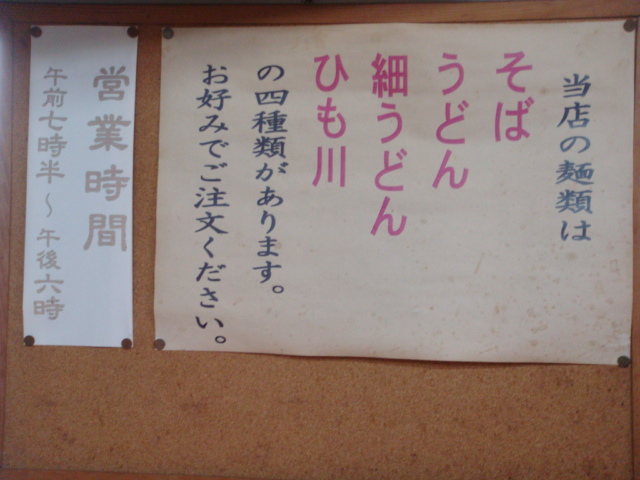 当店の麺類は
そば
うどん
細うどん
ひも川
の四種類があります。
お好みでご注文ください。
営業時間
午前七時半～午後六時